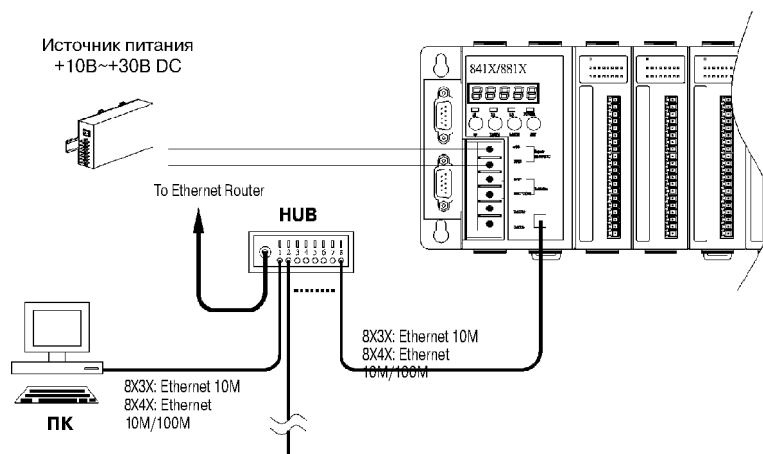 Источник питания
+10В~+30В DC
841X/881X
To Ethernet Router
HUB
1 2 3 4 5 6 7 8
8X3X: Ethernet 10M
8X4X: Ethernet
10M/100M
8X3X: Ethernet 10M
8X4X: Ethernet
10M/100M
ПК